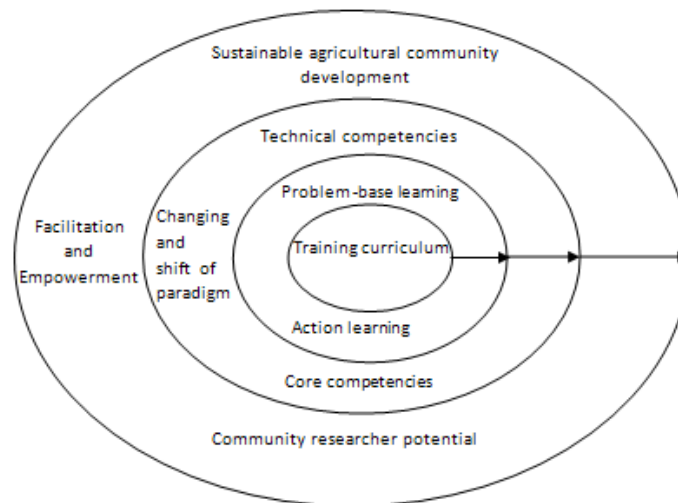 Sustainable agricultural community
development
Technical competencies
Problem-base learning
Changing
and
shift of
paradigm
Facilitation
and
Empowerment
Training curriculum
Action learning
Core competencies
Community researcher potential